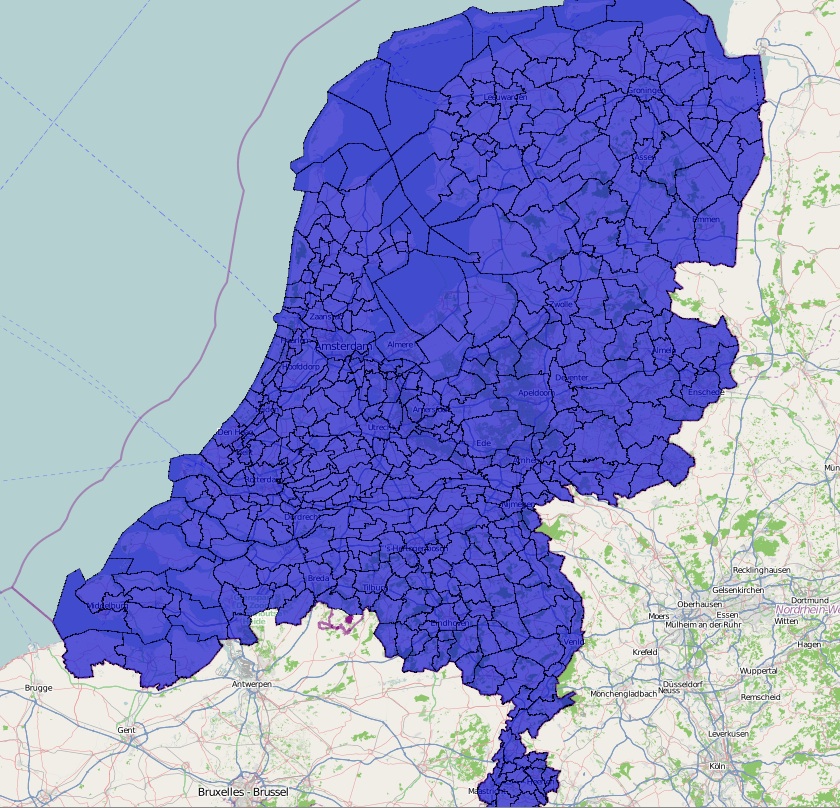 Leeuwarden
Groningen
Assen
Emmen
Zwolle
Zaanstad
Amsterdam
Almere
Hoofddorp
Almelo
Deventer
Apeldoorn
Enschede
Amersfoort
Utrecht
Ede
Den Haag
Arnhem
Rotterdam
Nijmegen
Dordrecht
's-Hertogenbosch
Breda
Tilburg
Middelburg
Eindhoven
Venlo
Mün
Recklinghausen
Gelsenkirchen
Dortmund
Oberhausen
Nordrhein-We
Moers
Essen
Witten
Mülheim an der Ruhr
Hagen
Krefeld
Wuppertal
Antwerpen
Brugge
Düsseldorf
Mönchengladbach
Neuss
Remscheid
Gent
Leverkusen
Köln
Bruxelles - Brussel
Maastricht